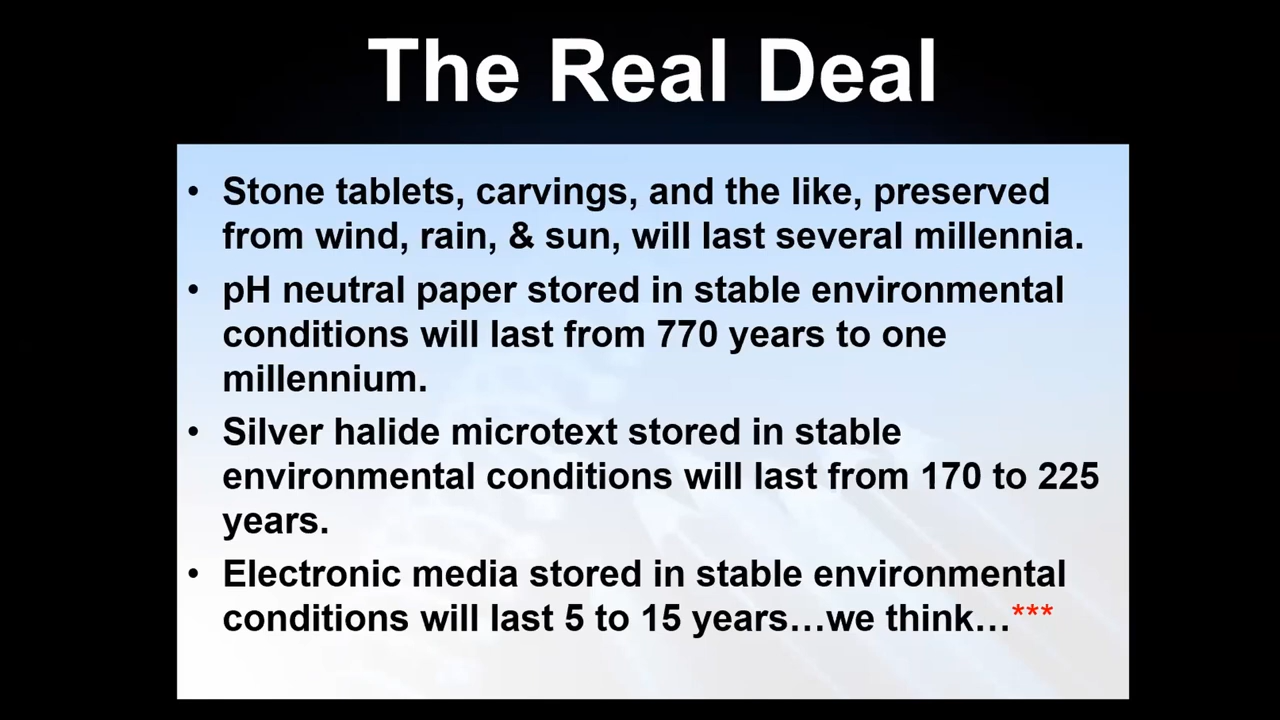 The Real Deal
• Stone tablets, carvings, and the like, preserved
from wind, rain, & sun, will last several millennia.
• pH neutral paper stored in stable environmental
conditions will last from 770 years to one
millennium.
• Silver halide microtext stored in stable
environmental conditions will last from 170 to 225
years.
• Electronic media stored in stable environmental
conditions will last 5 to 15 years…we think…***